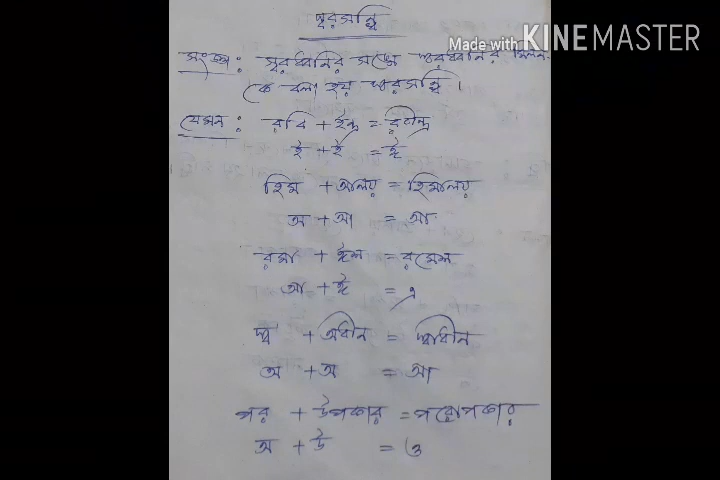 স্বরসন্ধি
Made with KINEMASTER
সংজ্ঞা : স্বরধ্বনির সঙ্গে স্বরধ্বনির মিলন
কে বলা হয় স্বরসন্ধি।
যেমন : রবি + ইন্দ্র = রবীন্দ্র
ই + ই = ঈ
হিম + আলয় = হিমালয়
অ + আ = আ
রমা + ঈশ = রমেশ
আ + ঈ = এ
স্ব + অধীন = স্বাধীন
অ + অ = আ
পর + উপকার = পরোপকার
অ + উ = ও